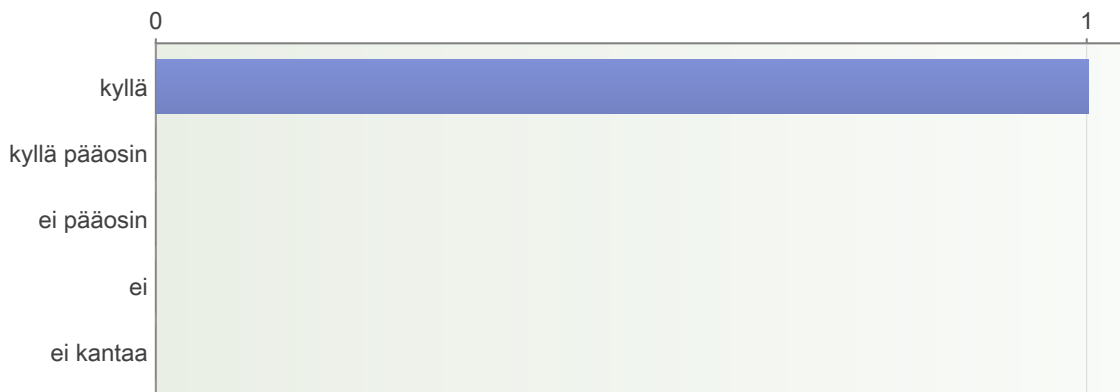 0 1
kyllä
kyllä pääosin
ei pääosin
ei
ei kantaa